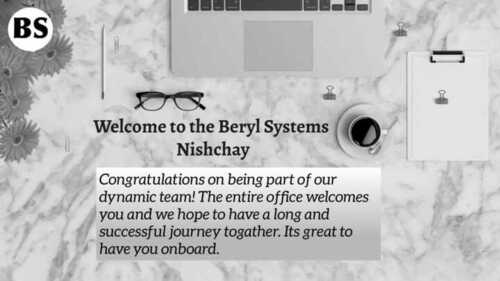 BS
Welcome to the Beryl Systems
Nishchay
Congratulations on being part of our
dynamic team! The entire office welcomes
you and we hope to have a long and
successful journey togather. Its great to
have you onboard.